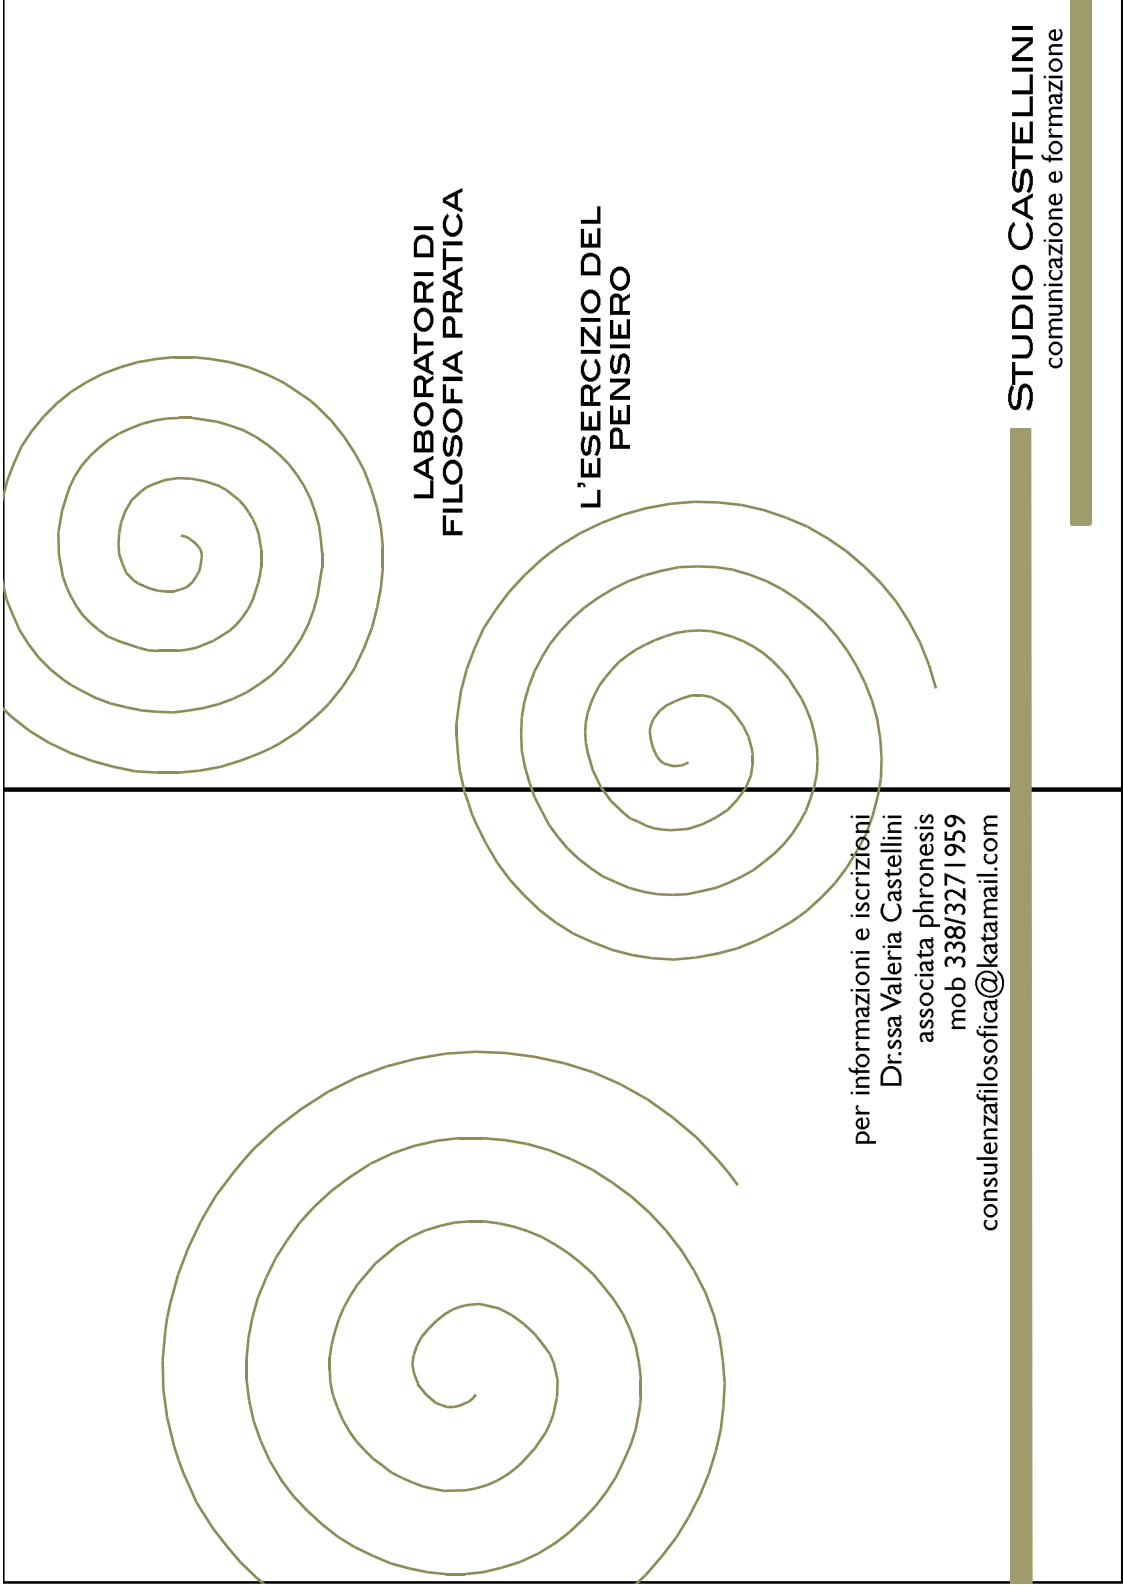 LABORATORI DI
FILOSOFIA PRATICA
L'ESERCIZIO DEL
PENSIERO
STUDIO CASTELLINI
comunicazione e formazione
per informazioni e iscrizioni
Dr.ssa Valeria Castellini
associata phronesis
mob 338/3271959
consulenzafilosofica@katamail.com